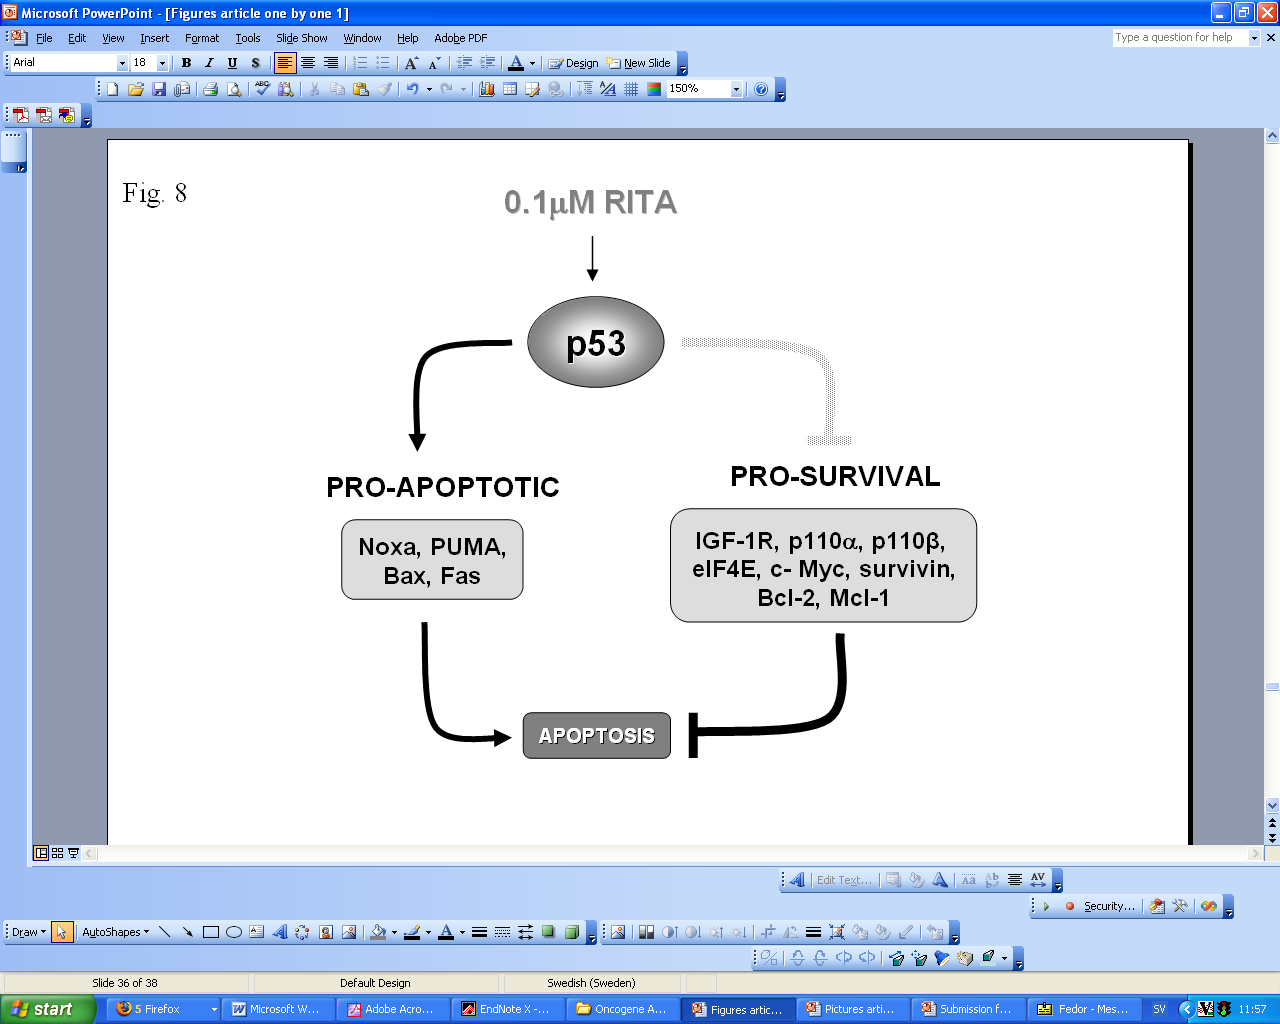 Microsoft PowerPoint - [Figures article one by one 1]
File Edit View Insert Format Tools Slide Show Window Help Adobe PDF
Type a question for help
Arial 18 B I U S A A A Design New Slide
150%
Fig. 8
0.1μM RITA
p53
PRO-APOPTOTIC
PRO-SURVIVAL
Noxa, PUMA,
Bax, Fas
IGF-1R, p110α, p110β,
eIF4E, c- Myc, survivin,
Bcl-2, Mcl-1
APOPTOSIS
Edit Text...
Security...
Draw AutoShapes
Slide 36 of 38 Default Design Swedish (Sweden)
start 5 Firefox Microsoft W... Adobe Acro... EndNote X -... Oncogene A... Figures artic... Pictures arti... Submission f... Fedor - Mes... SV 11:57